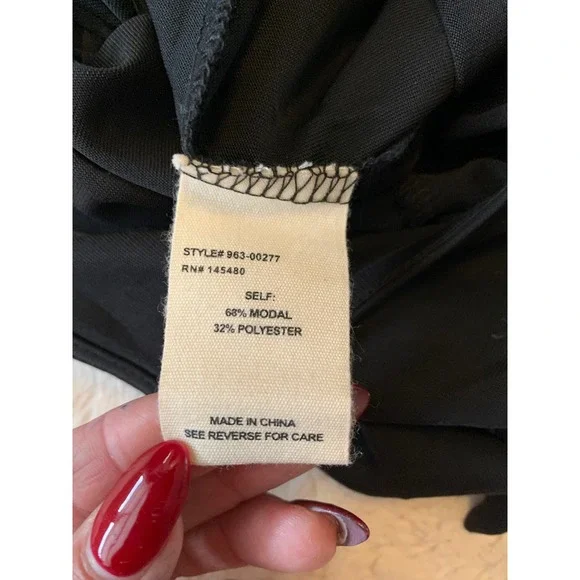 STYLE# 963-00277
RN# 145480
SELF:
68% MODAL
32% POLYESTER
MADE IN CHINA
SEE REVERSE FOR CARE